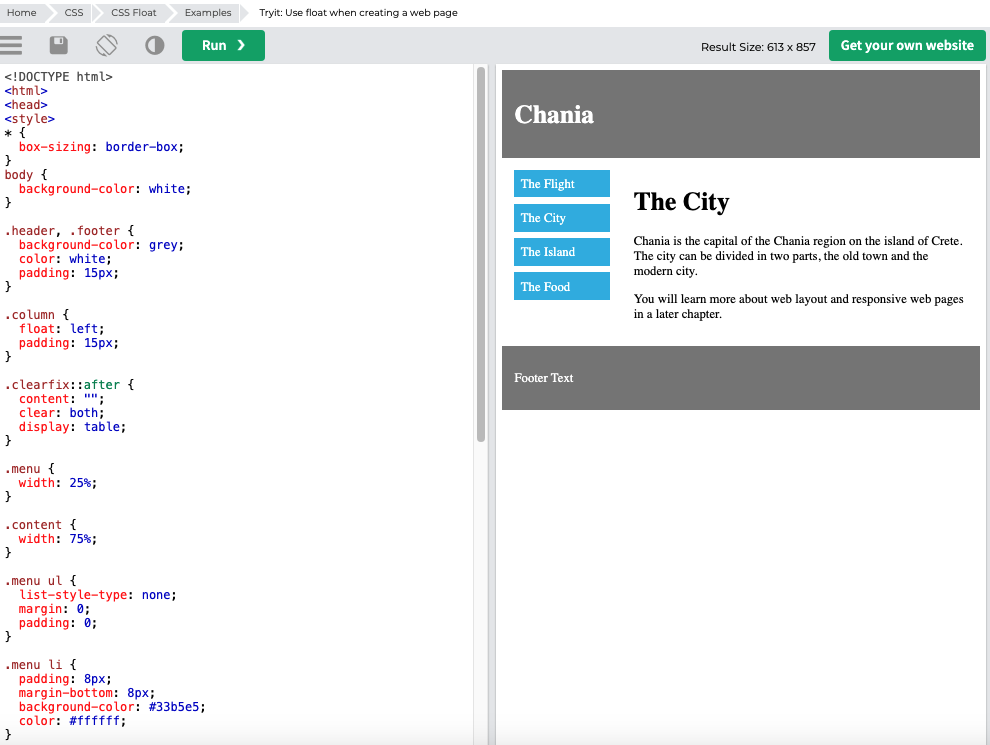 Home CSS CSS Float Examples Tryit: Use float when creating a web page
Run ❯ Result Size: 613 x 857 Get your own website
<!DOCTYPE html>
<html>
<head>
<style>
* {
  box-sizing: border-box;
}
body {
  background-color: white;
}

.header, .footer {
  background-color: grey;
  color: white;
  padding: 15px;
}

.column {
  float: left;
  padding: 15px;
}

.clearfix::after {
  content: "";
  clear: both;
  display: table;
}

.menu {
  width: 25%;
}

.content {
  width: 75%;
}

.menu ul {
  list-style-type: none;
  margin: 0;
  padding: 0;
}

.menu li {
  padding: 8px;
  margin-bottom: 8px;
  background-color: #33b5e5;
  color: #ffffff;
}
Chania
The Flight
The City
The Island
The Food
The City
Chania is the capital of the Chania region on the island of Crete.
The city can be divided in two parts, the old town and the
modern city.
You will learn more about web layout and responsive web pages
in a later chapter.
Footer Text